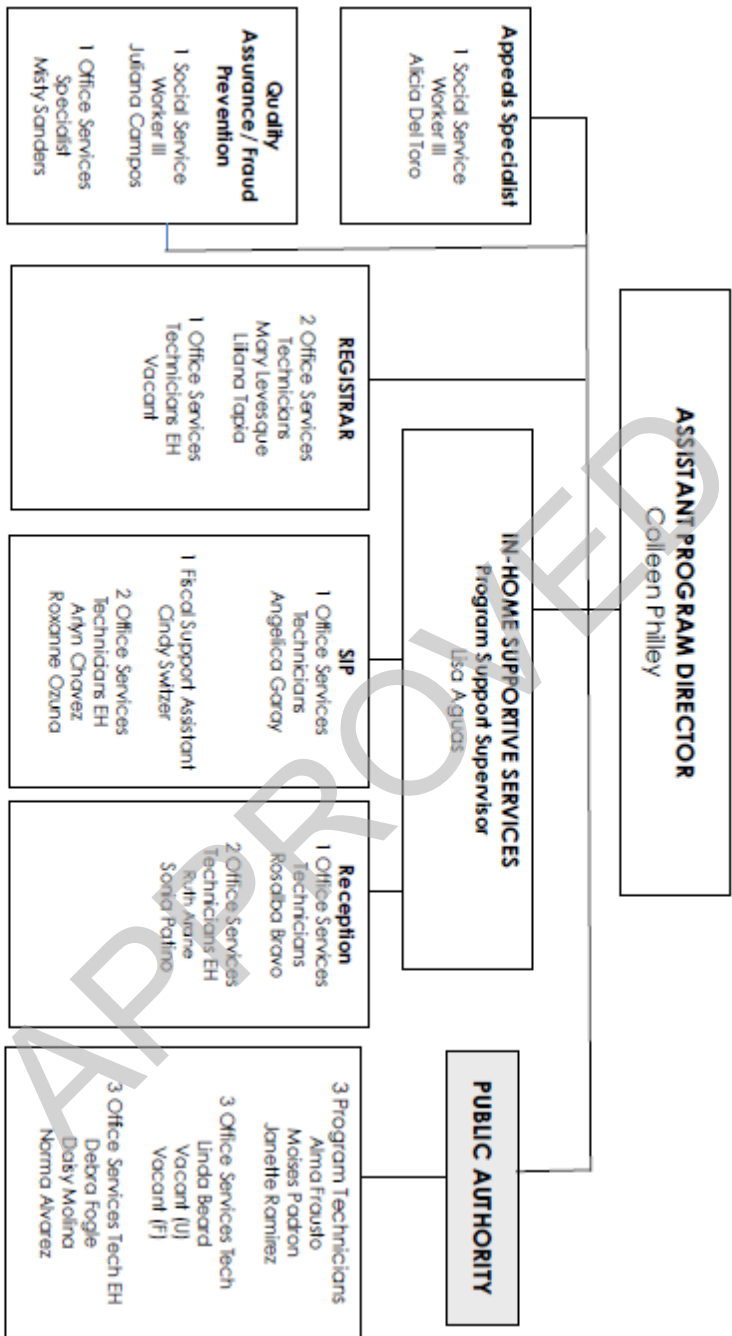 ASSISTANT PROGRAM DIRECTOR
Colleen Philley
Appeals Specialist
1 Social Service
Worker III
Alicia Del Toro
Quality
Assurance/ Fraud
Prevention
1 Social Service
Worker III
Juliana Campos
1 Office Services
Specialist
Misty Sanders
IN-HOME SUPPORTIVE SERVICES
Program Support Supervisor
Lisa Aguas
PUBLIC AUTHORITY
REGISTRAR
2 Office Services
Technicians
Mary Levesque
Liliana Tapia
1 Office Services
Technicians EH
Vacant
SIP
1 Office Services
Technicians
Angelica Garay
1 Fiscal Support Assistant
Cindy Switzer
2 Office Services
Technicians EH
Arlyn Chavez
Roxanne Ozuna
Reception
1 Office Services
Technicians
Rosalba Bravo
2 Office Services
Technicians EH
Ruth Arane
Sonia Patino
3 Program Technicians
Alma Frausto
Moises Padron
Janette Ramirez
3 Office Services Tech
Linda Beard
Vacant (U)
Vacant (F)
3 Office Services Tech EH
Debra Fogle
Daisy Molina
Norma Alvarez
APPROVED